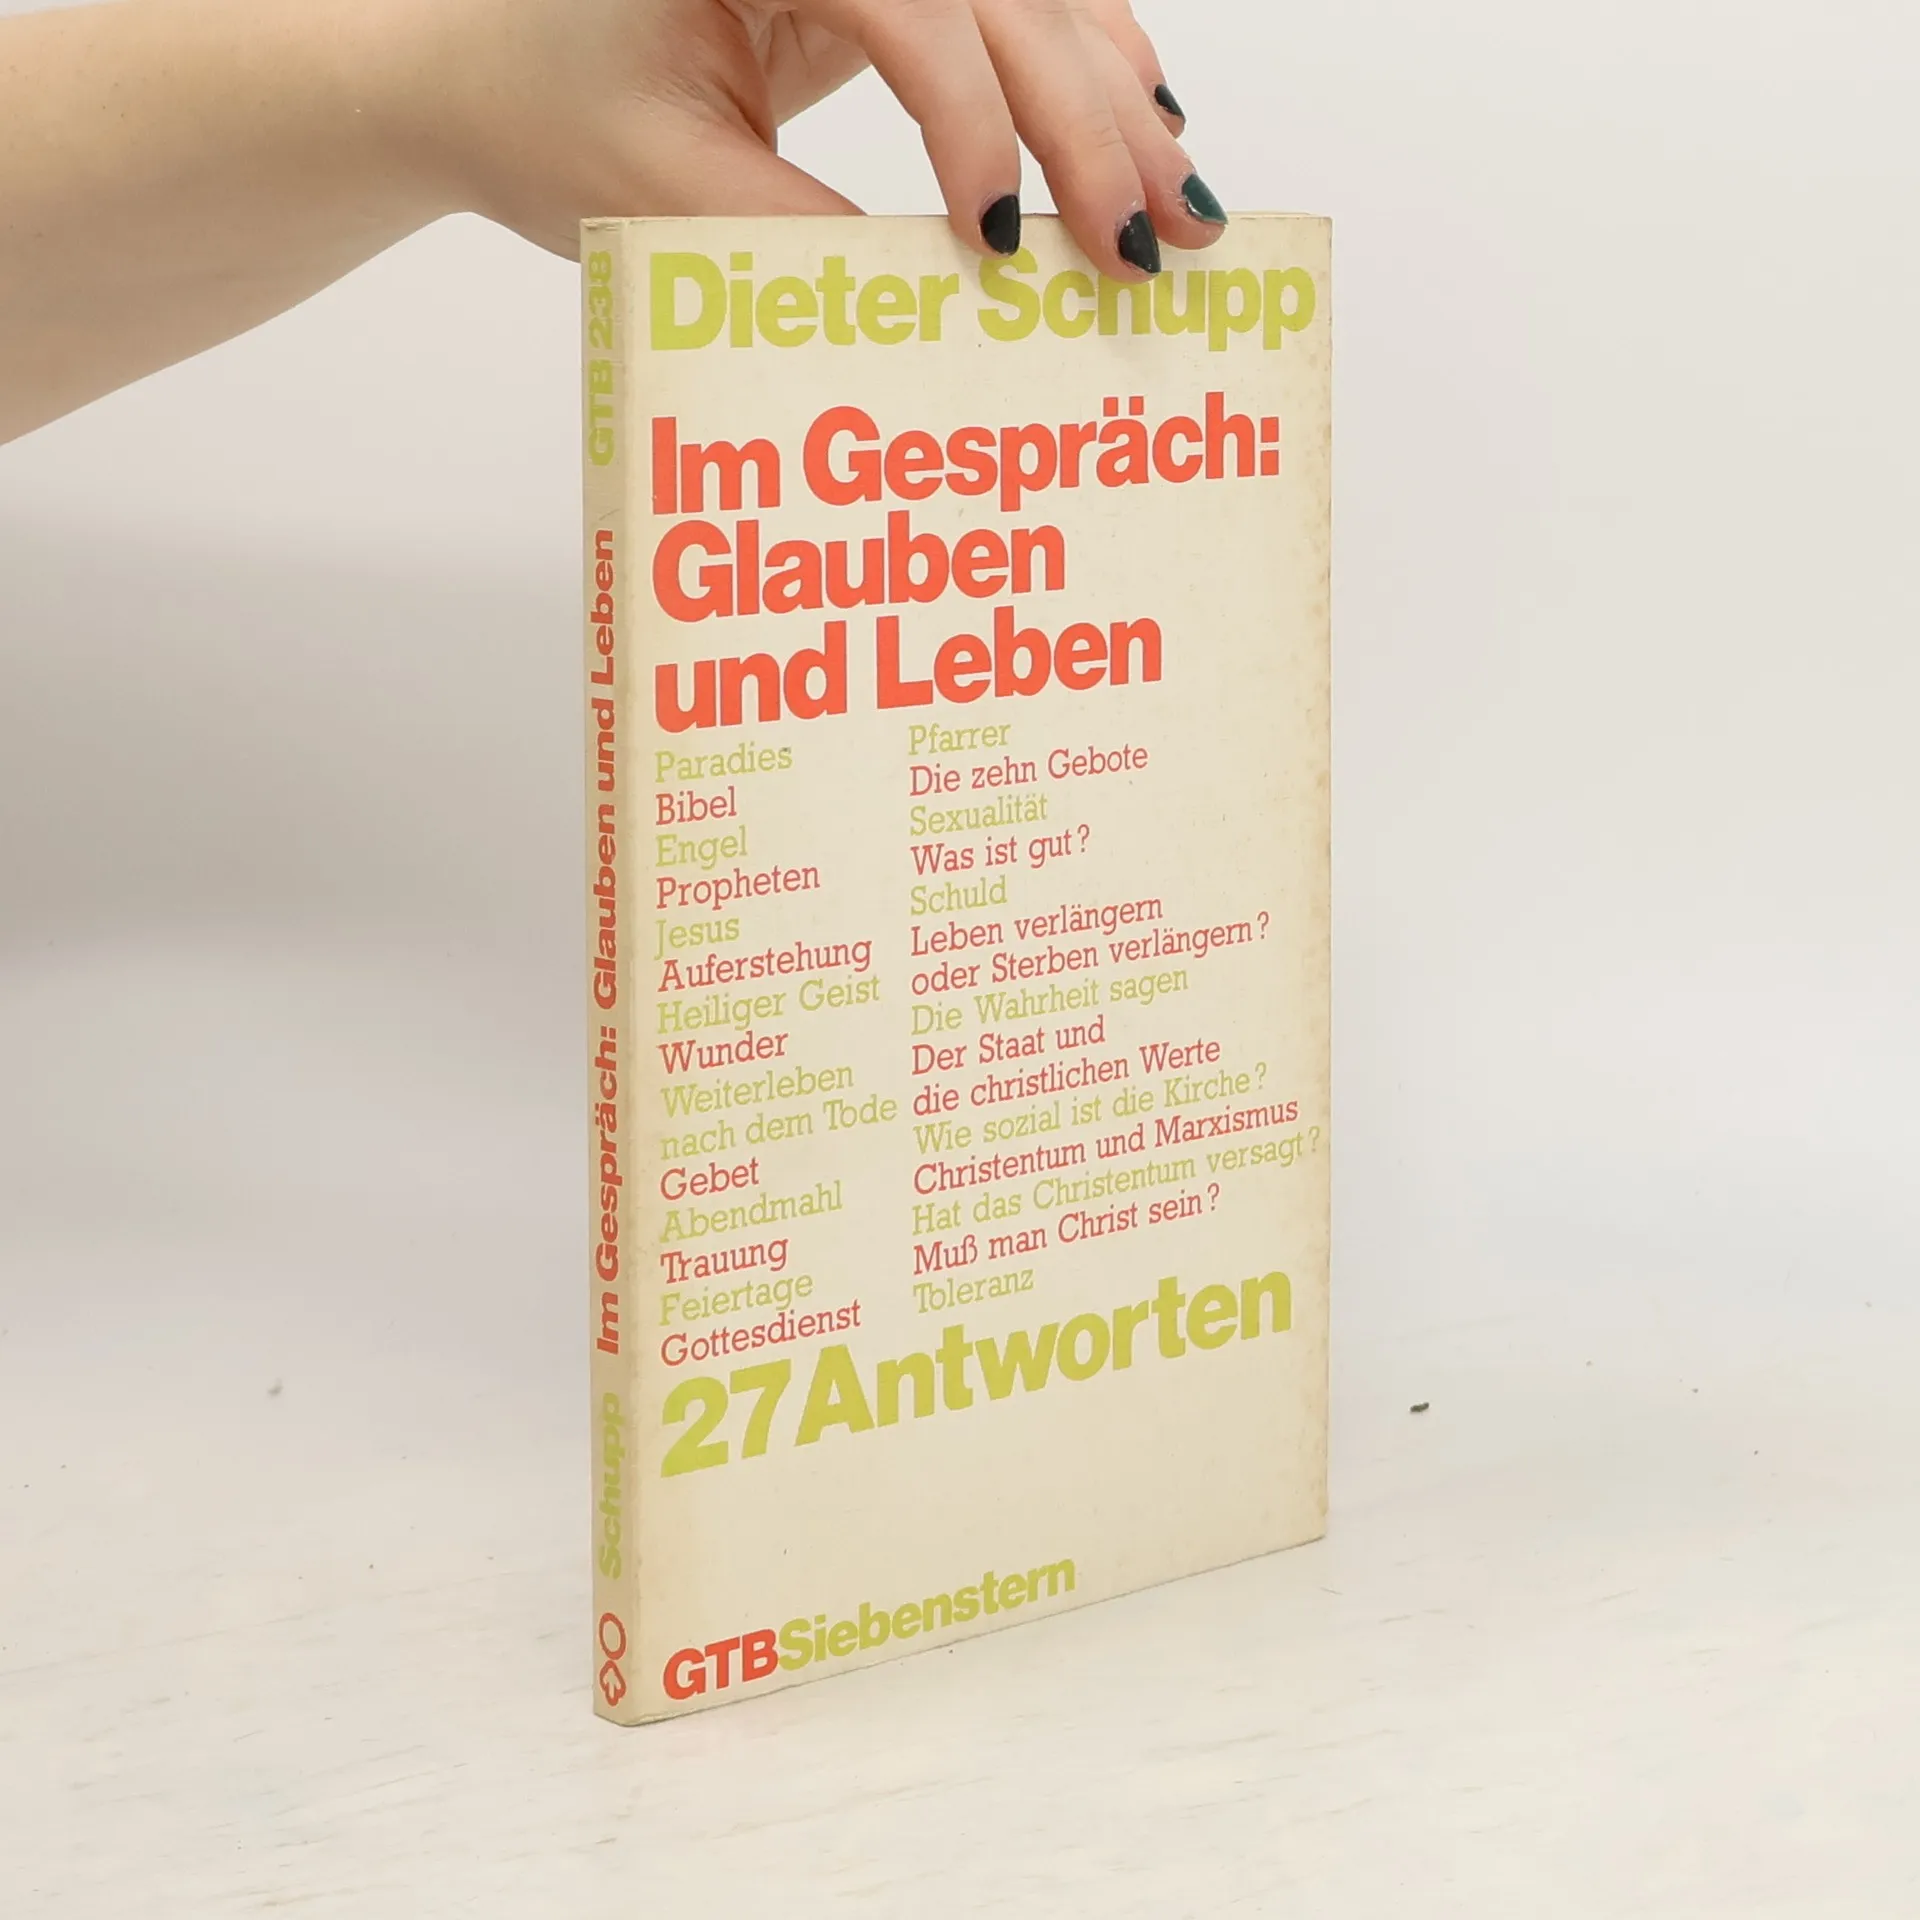 Dieter Schupp
Im Gespräch:
Glauben
und Leben
Paradies
Bibel
Engel
Propheten
Jesus
Auferstehung
Heiliger Geist
Wunder
Weiterleben
nach dem Tode
Gebet
Abendmahl
Trauung
Feiertage
Gottesdienst
Pfarrer
Die zehn Gebote
Sexualität
Was ist gut?
Schuld
Leben verlängern
oder Sterben verlängern?
Die Wahrheit sagen
Der Staat und
die christlichen Werte
Wie sozial ist die Kirche?
Christentum und Marxismus
Hat das Christentum versagt?
Muß man Christ sein?
Toleranz
27 Antworten
GTBSiebenstern
Schupp Im Gespräch: Glauben und Leben GTB 238